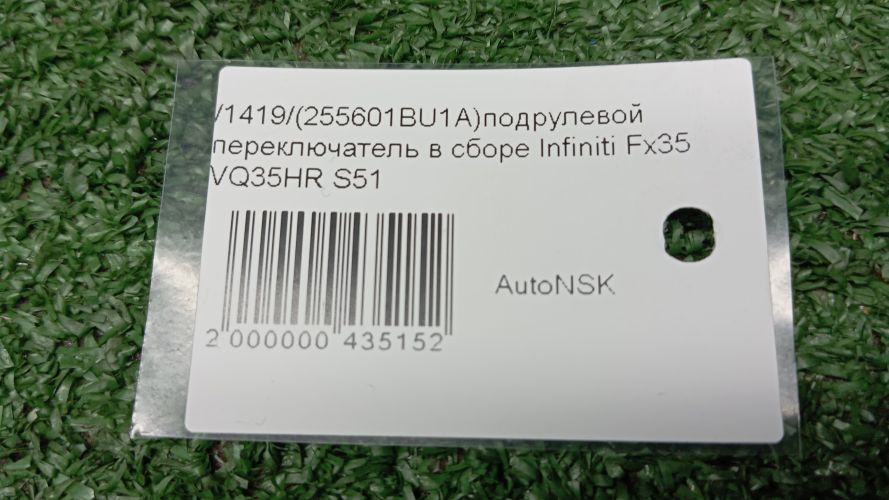 /1419/(255601BU1A)подрулевой
переключатель в сборе Infiniti Fx35
VQ35HR S51
AutoNSK
2 000000 435152